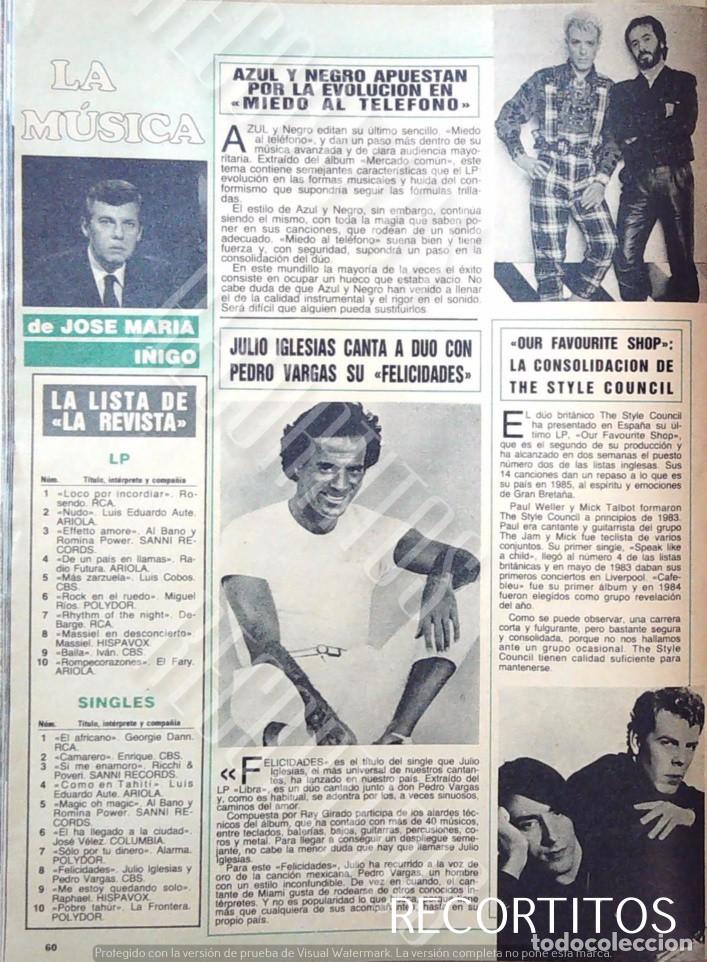 LA
MÚSICA
de JOSE MARIA
IÑIGO
LA LISTA DE
«LA REVISTA»
LP
Núm. Título, intérprete y compañía
1 «Loco por incordiar». Ro-
sendo. RCA.
2 «Nudo». Luis Eduardo Aute.
ARIOLA.
3 «Effetto amore». Al Bano y
Romina Power. SANNI RE-
CORDS.
4 «De un país en llamas». Ra-
dio Futura. ARIOLA.
5 «Más zarzuela». Luis Cobos.
CBS.
6 «Rock en el ruedo». Miguel
Ríos. POLYDOR.
7 «Rhythm of the night». De-
Barge. RCA.
8 «Massiel en desconcierto».
Massiel. HISPAVOX.
9 «Baila». Iván. CBS.
10 «Rompecorazones». El Fary.
ARIOLA.
SINGLES
Núm. Título, intérprete y compañía
1 «El africano». Georgie Dann.
RCA.
2 «Camarero». Enrique. CBS.
3 «Si me enamoro». Ricchi &
Poveri. SANNI RECORDS.
4 «Como en Tahití». Luis
Eduardo Aute. ARIOLA.
5 «Magic oh magic». Al Bano y
Romina Power. SANNI RE-
CORDS.
6 «El ha llegado a la ciudad».
José Vélez. COLUMBIA.
7 «Sólo por tu dinero». Alarma.
POLYDOR.
8 «Felicidades». Julio Iglesias y
Pedro Vargas. CBS.
9 «Me estoy quedando solo».
Raphael. HISPAVOX.
10 «Pobre tahúr». La Frontera.
POLYDOR.
60
AZUL Y NEGRO APUESTAN
POR LA EVOLUCION EN
«MIEDO AL TELEFONO»
AZUL y Negro editan su último sencillo, «Miedo
al teléfono», y dan un paso más dentro de su
música avanzada y de clara audiencia mayo-
ritaria. Extraído del álbum «Mercado común», este
tema contiene semejantes características que el LP:
evolución en las formas musicales y huida del con-
formismo que supondría seguir las fórmulas trilla-
das.
El estilo de Azul y Negro, sin embargo, continúa
siendo el mismo, con toda la magia que saben po-
ner en sus canciones, que rodean de un sonido
adecuado. «Miedo al teléfono» suena bien y tiene
fuerza y, con seguridad, supondrá un paso en la
consolidación del dúo.
En este mundillo la mayoría de la veces el éxito
consiste en ocupar un hueco que estaba vacío. No
cabe duda de que Azul y Negro han venido a llenar
el de la calidad instrumental y el rigor en el sonido.
Será difícil que alguien pueda sustituirlos.
JULIO IGLESIAS CANTA A DUO CON
PEDRO VARGAS SU «FELICIDADES»
«FELICIDADES» es el título del single que Julio
Iglesias, el más universal de nuestros cantan-
tes, ha lanzado en nuestro país. Extraído del
LP «Libra», es un dúo cantado junto a don Pedro Vargas
y, como es habitual, se adentra por los, a veces sinuosos,
caminos del amor.
Compuesta por Ray Girado participa de los alardes téc-
nicos del álbum, que ha contado con más de 40 músicos,
entre teclados, baterías, bajos, guitarras, percusiones, co-
ros y metal. Para llegar a conseguir un despliegue seme-
jante, no cabe la menor duda que hay que llamarse Julio
Iglesias.
Para este «Felicidades», Julio ha recurrido a la voz de
oro de la canción mexicana, Pedro Vargas, un hombre
con un estilo inconfundible. De vez en cuando, el can-
tante de Miami gusta de rodearse de otros conocidos in-
térpretes. Y no es popularidad lo que
más que cualquiera de sus acompañantes, hasta en su
propio país.
«OUR FAVOURITE SHOP»:
LA CONSOLIDACION DE
THE STYLE COUNCIL
EL dúo británico The Style Council
ha presentado en España su úl-
timo LP, «Our Favourite Shop»,
que es el segundo de su producción y
ha alcanzado en dos semanas el puesto
número dos de las listas inglesas. Sus
14 canciones dan un repaso a lo que es
su país en 1985, al espíritu y emociones
de Gran Bretaña.
Paul Weller y Mick Talbot formaron
The Style Council a principios de 1983.
Paul era cantante y guitarrista del grupo
The Jam y Mick fue teclista de varios
conjuntos. Su primer single, «Speak like
a child», llegó al número 4 de las listas
británicas y en mayo de 1983 daban sus
primeros conciertos en Liverpool. «Cafe-
bleu» fue su primer álbum y en 1984
fueron elegidos como grupo revelación
del año.
Como se puede observar, una carrera
corta y fulgurante, pero bastante segura
y consolidada, porque no nos hallamos
ante un grupo ocasional. The Style
Council tienen calidad suficiente para
mantenerse.
RECORTITOS
todocoleccion
Protegido con la versión de prueba de Visual Watermark. La versión completa no pone esta marca.